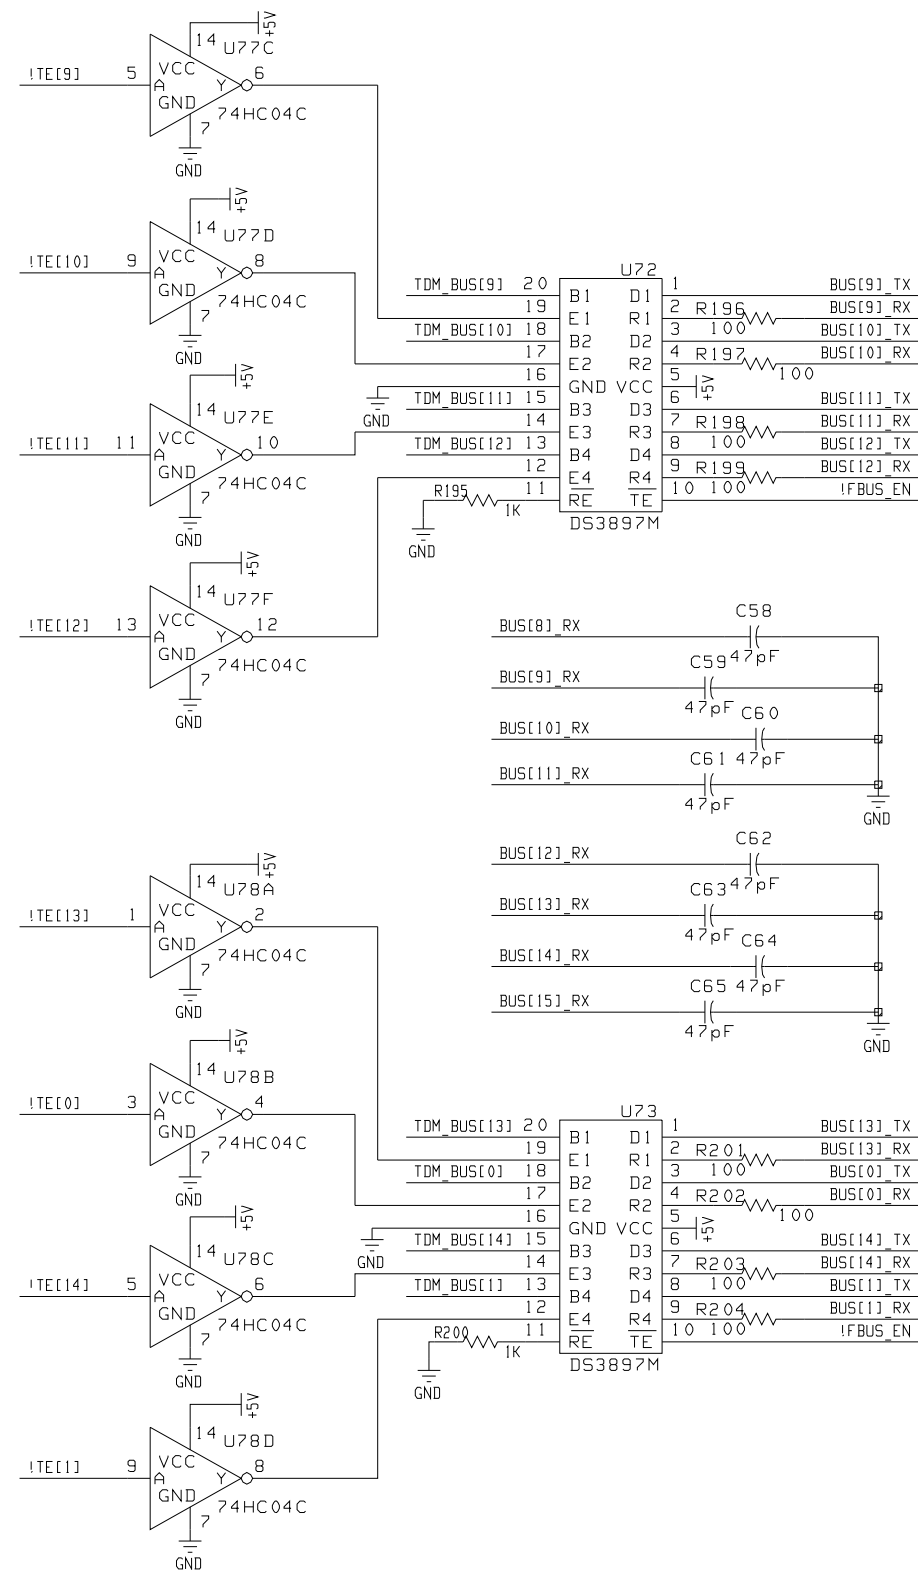 +5V
14 U77C
!TE[9] 5 VCC 6
A Y
GND
74HC04C
7
GND
+5V
14 U77D
!TE[10] 9 VCC 8
A Y
GND
74HC04C
7
GND
+5V
14 U77E
!TE[11] 11 VCC 10
A Y
GND
74HC04C
7
GND
+5V
14 U77F
!TE[12] 13 VCC 12
A Y
GND
74HC04C
7
GND
U72
TDM_BUS[9] 20 B1 D1 1 BUS[9]_TX
19 E1 R1 2 R196 100 BUS[9]_RX
TDM_BUS[10] 18 B2 D2 3 BUS[10]_TX
17 E2 R2 4 R197 100 BUS[10]_RX
GND 16 GND VCC 5 +5V
TDM_BUS[11] 15 B3 D3 6 BUS[11]_TX
14 E3 R3 7 R198 100 BUS[11]_RX
TDM_BUS[12] 13 B4 D4 8 BUS[12]_TX
12 E4 R4 9 R199 100 BUS[12]_RX
R195 1K 11 RE TE 10 !FBUS_EN
GND
DS3897M
BUS[8]_RX C58 47pF
BUS[9]_RX C59 47pF
BUS[10]_RX C60 47pF
BUS[11]_RX C61 47pF
GND
BUS[12]_RX C62 47pF
BUS[13]_RX C63 47pF
BUS[14]_RX C64 47pF
BUS[15]_RX C65 47pF
GND
+5V
14 U78A
!TE[13] 1 VCC 2
A Y
GND
74HC04C
7
GND
+5V
14 U78B
!TE[0] 3 VCC 4
A Y
GND
74HC04C
7
GND
+5V
14 U78C
!TE[14] 5 VCC 6
A Y
GND
74HC04C
7
GND
+5V
14 U78D
!TE[1] 9 VCC 8
A Y
GND
74HC04C
7
GND
U73
TDM_BUS[13] 20 B1 D1 1 BUS[13]_TX
19 E1 R1 2 R201 100 BUS[13]_RX
TDM_BUS[0] 18 B2 D2 3 BUS[0]_TX
17 E2 R2 4 R202 100 BUS[0]_RX
GND 16 GND VCC 5 +5V
TDM_BUS[14] 15 B3 D3 6 BUS[14]_TX
14 E3 R3 7 R203 100 BUS[14]_RX
TDM_BUS[1] 13 B4 D4 8 BUS[1]_TX
12 E4 R4 9 R204 100 BUS[1]_RX
R200 1K 11 RE TE 10 !FBUS_EN
GND
DS3897M